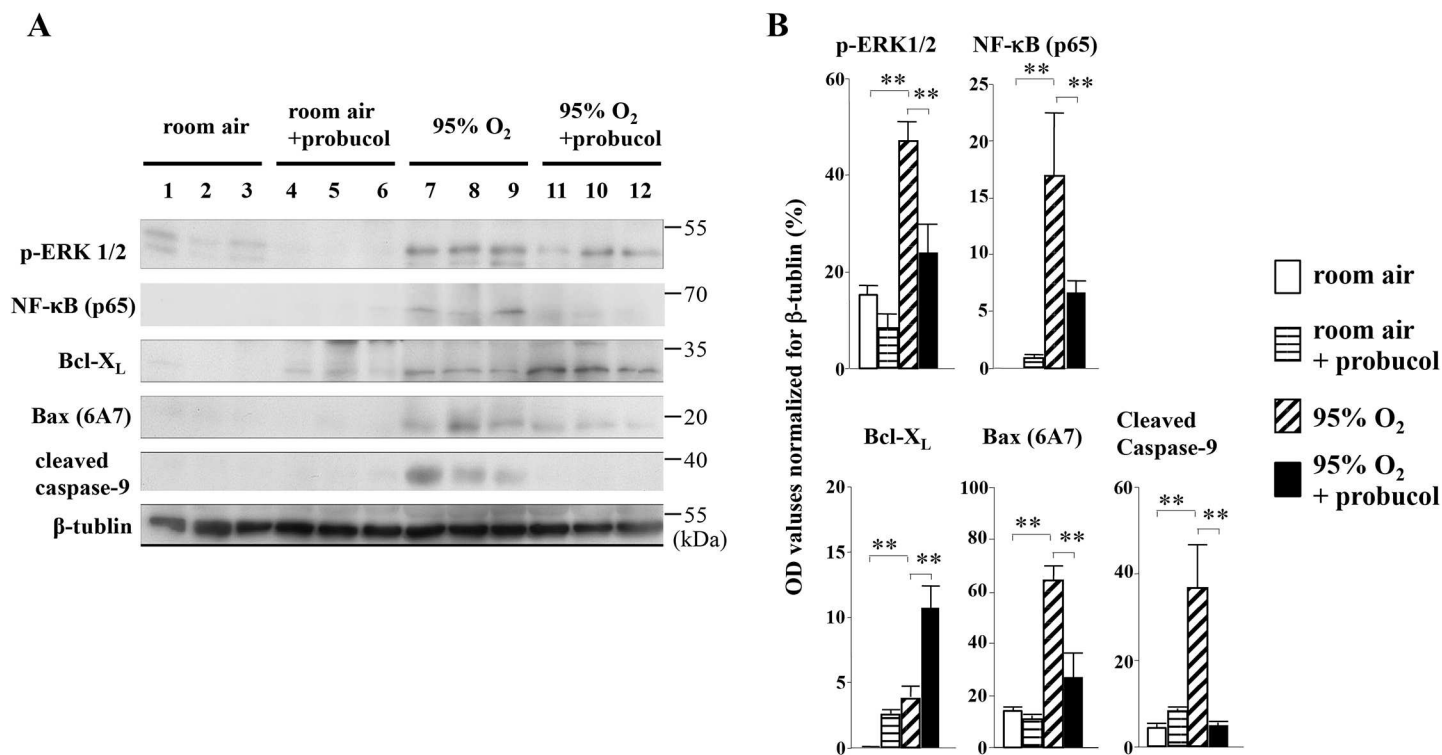 A
room air
room air
+probucol
95% O₂
95% O₂
+probucol
1 2 3 4 5 6 7 8 9 11 10 12
p-ERK 1/2
55
NF-κB (p65)
70
Bcl-X_L
35
Bax (6A7)
20
cleaved
caspase-9
40
β-tublin
55
(kDa)
B
OD valuses normalized for β-tublin (%)
p-ERK1/2
60
40
20
0
** **
NF-κB (p65)
25
20
15
10
5
0
** **
Bcl-X_L
15
10
5
0
** **
Bax (6A7)
100
80
60
40
20
0
** **
Cleaved
Caspase-9
60
40
20
0
** **
room air
room air
+ probucol
95% O₂
95% O₂
+ probucol